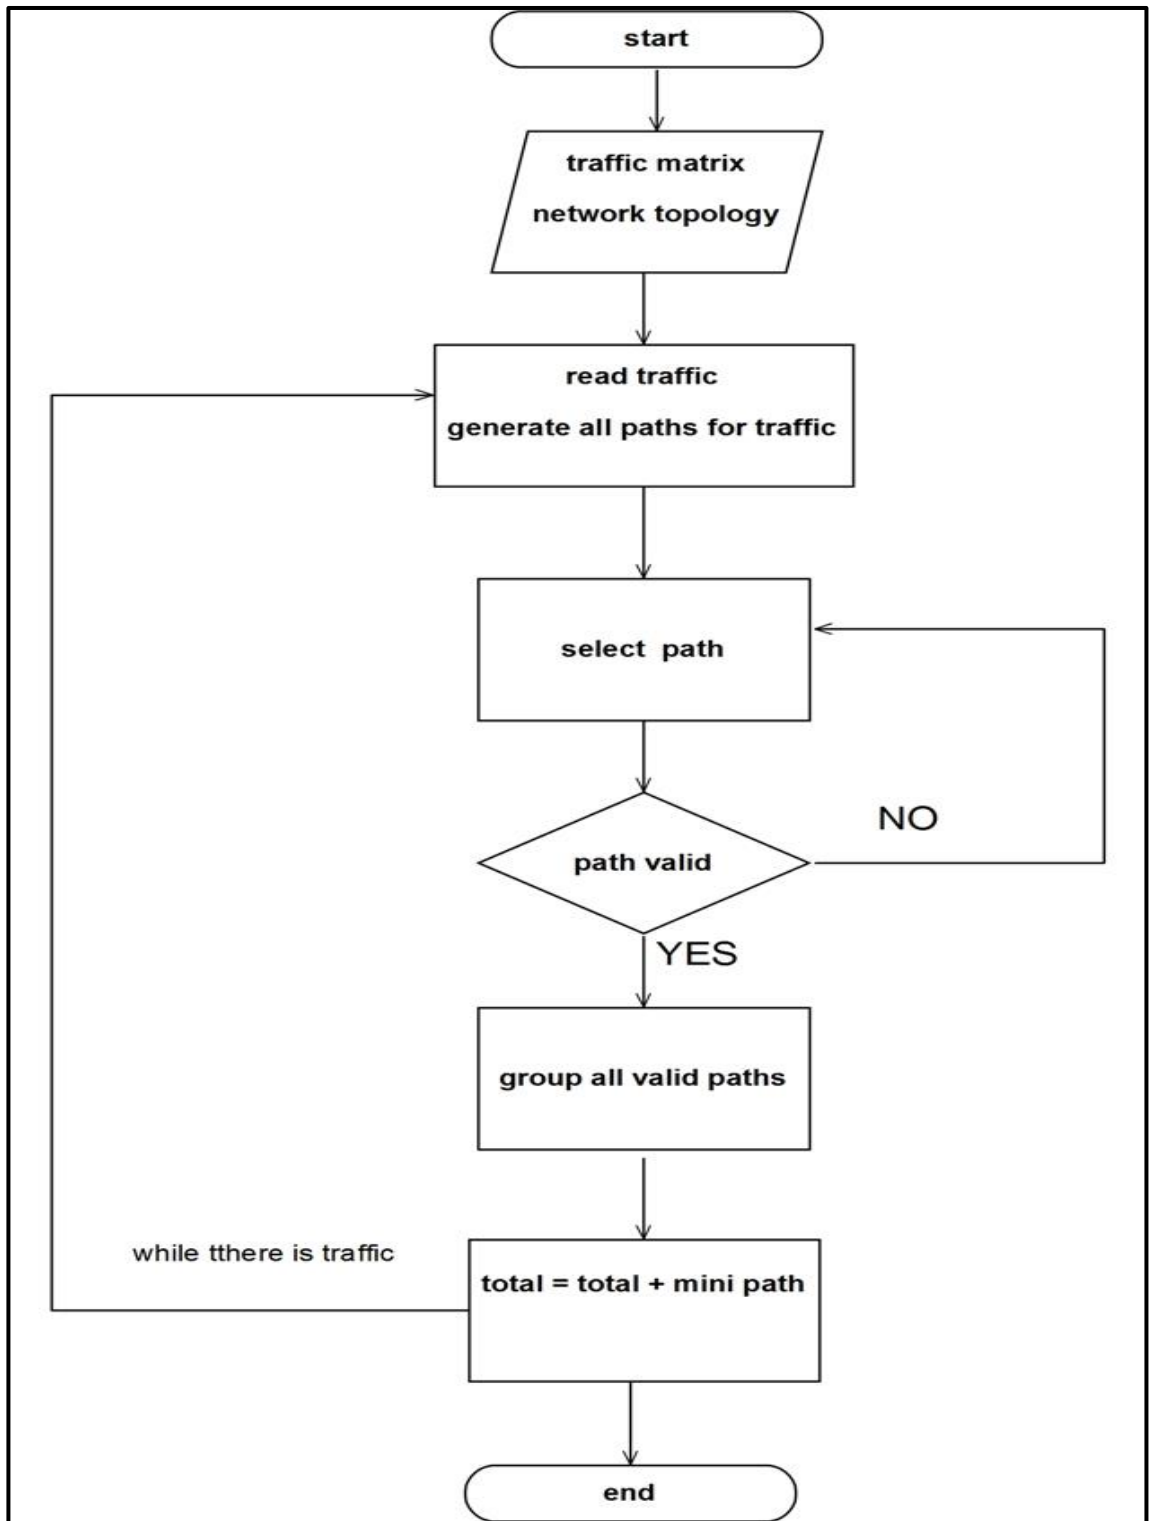 start
traffic matrix
network topology
read traffic
generate all paths for traffic
select path
path valid
NO
YES
group all valid paths
while tthere is traffic
total = total + mini path
end